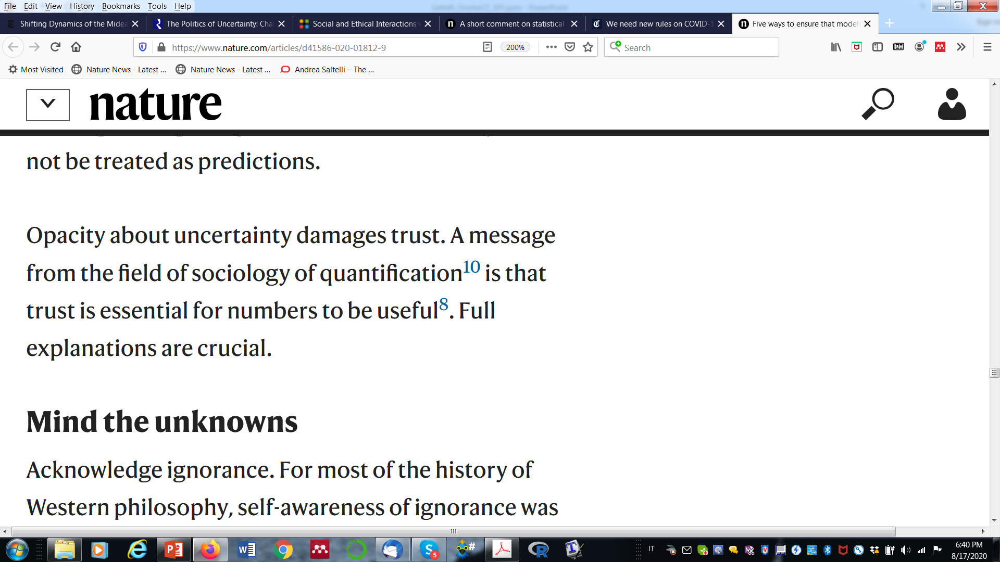 File Edit View History Bookmarks Tools Help
Shifting Dynamics of the Midea
The Politics of Uncertainty: Cha
Social and Ethical Interactions
A short comment on statistical
We need new rules on COVID-1
Five ways to ensure that models
https://www.nature.com/articles/d41586-020-01812-9
200%
Search
Most Visited
Nature News - Latest ...
Nature News - Latest ...
Andrea Saltelli – The ...
nature
not be treated as predictions.
Opacity about uncertainty damages trust. A message
from the field of sociology of quantification10 is that
trust is essential for numbers to be useful8. Full
explanations are crucial.
Mind the unknowns
Acknowledge ignorance. For most of the history of
Western philosophy, self-awareness of ignorance was
IT
6:40 PM
8/17/2020